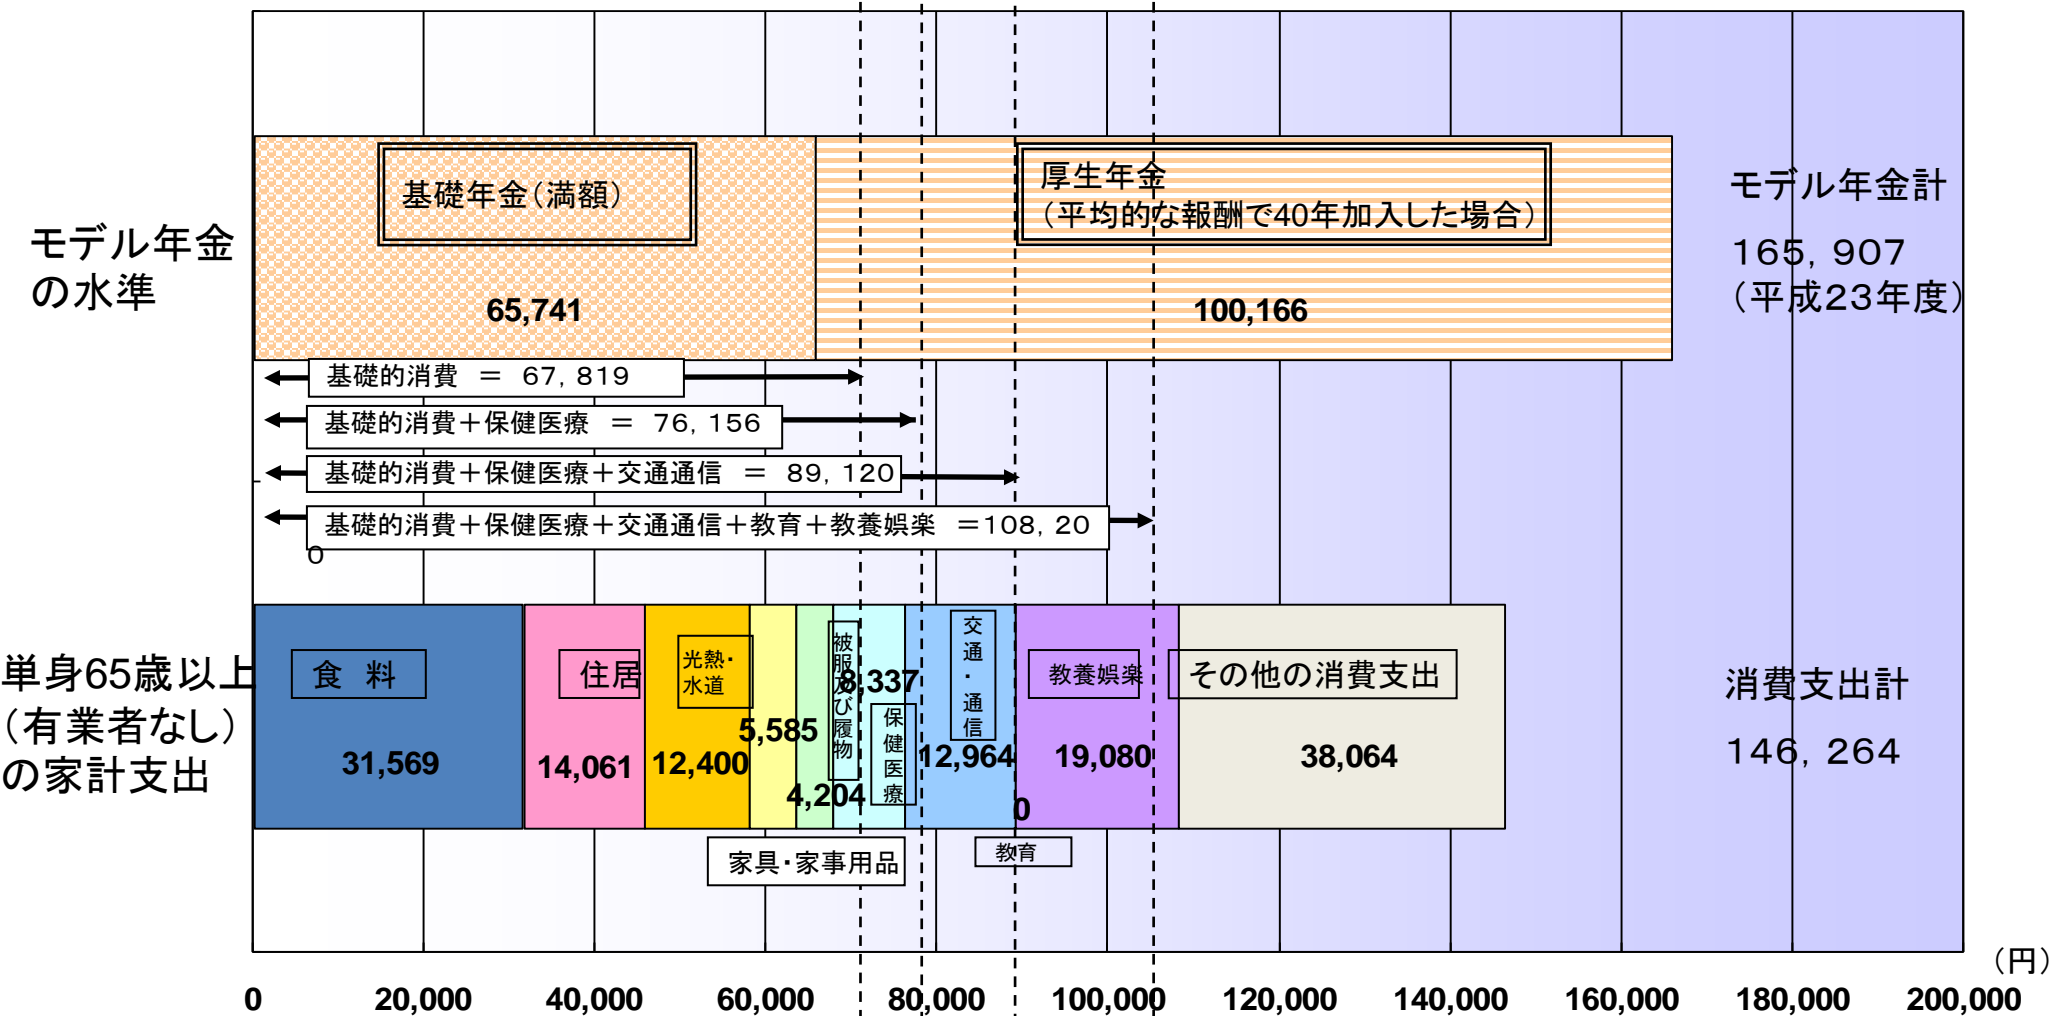 基礎年金(満額)
65,741
厚生年金
(平均的な報酬で40年加入した場合)
100,166
モデル年金計
165,907
(平成23年度)
モデル年金
の水準
基礎的消費 = 67,819
基礎的消費+保健医療 = 76,156
基礎的消費+保健医療+交通通信 = 89,120
基礎的消費+保健医療+交通通信+教育+教養娯楽 =108,20
0
単身65歳以上
(有業者なし)
の家計支出
食 料
31,569
住居
14,061
光熱・
水道
12,400
5,585
4,204
被服及び履物
8,337
保健医療
交通・通信
12,964
0
教養娯楽
19,080
その他の消費支出
38,064
消費支出計
146,264
家具・家事用品
教育
(円)
0 20,000 40,000 60,000 80,000 100,000 120,000 140,000 160,000 180,000 200,000